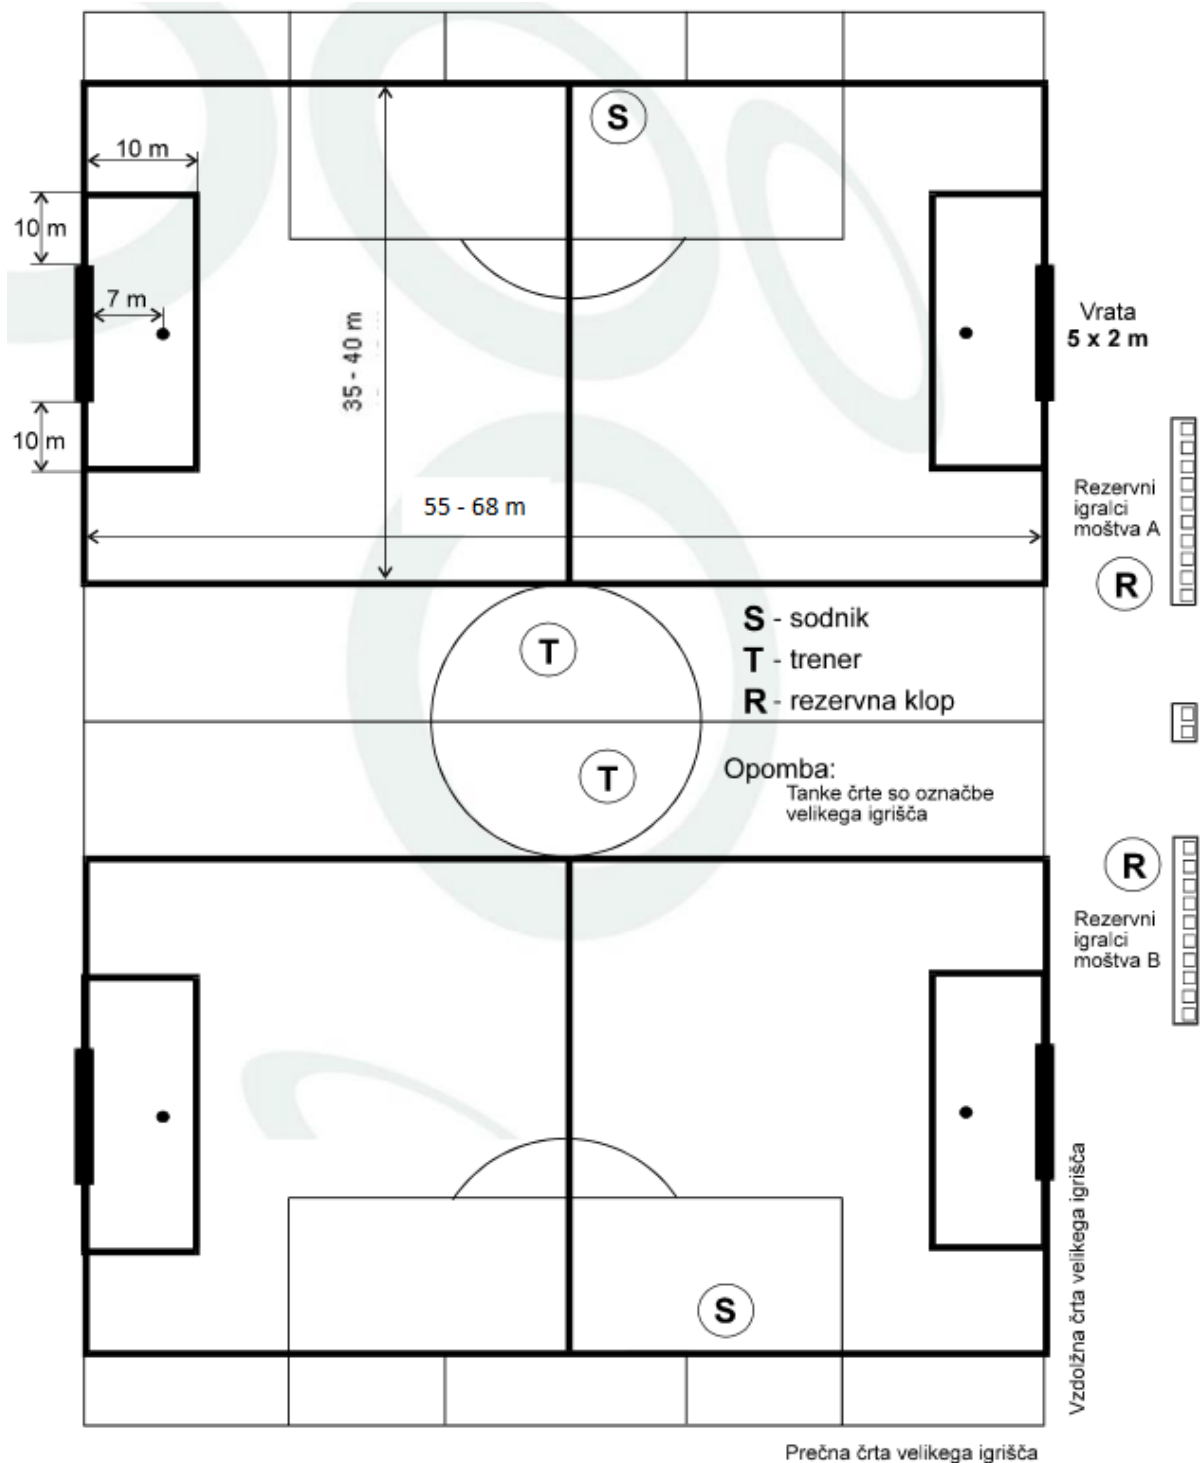 S
10 m
10 m
7 m
Vrata
5 x 2 m
35 - 40 m
10 m
55 - 68 m
Rezervni
igralci
moštva A
R
S - sodnik
T
T - trener
R - rezervna klop
T
Opomba:
Tanke črte so označbe
velikega igrišča
R
Rezervni
igralci
moštva B
Vzdolžna črta velikega igrišča
S
Prečna črta velikega igrišča